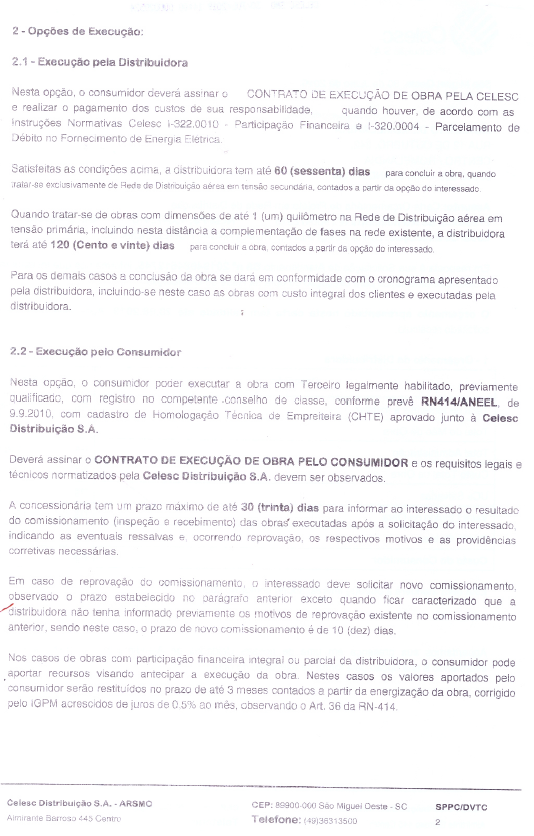 2 - Opções de Execução:
2.1 - Execução pela Distribuidora
Nesta opção, o consumidor deverá assinar o CONTRATO DE EXECUÇÃO DE OBRA PELA CELESC
e realizar o pagamento dos custos de sua responsabilidade, quando houver, de acordo com as
Instruções Normativas Celesc I-322.0010 - Participação Financeira e I-320.0004 - Parcelamento de
Débito no Fornecimento de Energia Elétrica.
Satisfeitas as condições acima, a distribuidora tem até 60 (sessenta) dias para concluir a obra, quando
tratar-se exclusivamente de Rede de Distribuição aérea em tensão secundária, contados a partir da opção do interessado.
Quando tratar-se de obras com dimensões de até 1 (um) quilômetro na Rede de Distribuição aérea em
tensão primária, incluindo nesta distância a complementação de fases na rede existente, a distribuidora
terá até 120 (Cento e vinte) dias para concluir a obra, contados a partir da opção do interessado.
Para os demais casos a conclusão da obra se dará em conformidade com o cronograma apresentado
pela distribuidora, incluindo-se neste caso as obras com custo integral dos clientes e executadas pela
distribuidora.
2.2 - Execução pelo Consumidor
Nesta opção, o consumidor poder executar a obra com Terceiro legalmente habilitado, previamente
qualificado, com registro no competente conselho de classe, conforme prevê RN414/ANEEL, de
9.9.2010, com cadastro de Homologação Técnica de Empreiteira (CHTE) aprovado junto à Celesc
Distribuição S.A.
Deverá assinar o CONTRATO DE EXECUÇÃO DE OBRA PELO CONSUMIDOR e os requisitos legais e
técnicos normatizados pela Celesc Distribuição S.A. devem ser observados.
A concessionária tem um prazo máximo de até 30 (trinta) dias para informar ao interessado o resultado
do comissionamento (inspeção e recebimento) das obras executadas após a solicitação do interessado,
indicando as eventuais ressalvas e, ocorrendo reprovação, os respectivos motivos e as providências
corretivas necessárias.
Em caso de reprovação do comissionamento, o interessado deve solicitar novo comissionamento,
observado o prazo estabelecido no parágrafo anterior exceto quando ficar caracterizado que a
distribuidora não tenha informado previamente os motivos de reprovação existente no comissionamento
anterior, sendo neste caso, o prazo de novo comissionamento é de 10 (dez) dias.
Nos casos de obras com participação financeira integral ou parcial da distribuidora, o consumidor pode
aportar recursos visando antecipar a execução da obra. Nestes casos os valores aportados pelo
consumidor serão restituídos no prazo de até 3 meses contados a partir da energização da obra, corrigido
pelo IGPM acrescidos de juros de 0.5% ao mês, observando o Art. 36 da RN-414.
Celesc Distribuição S.A. - ARSMO
CEP: 89900-000 São Miguel Oeste - SC
SPPC/DVTC
Almirante Barroso 445 Centro
Telefone: (49)36313500
2